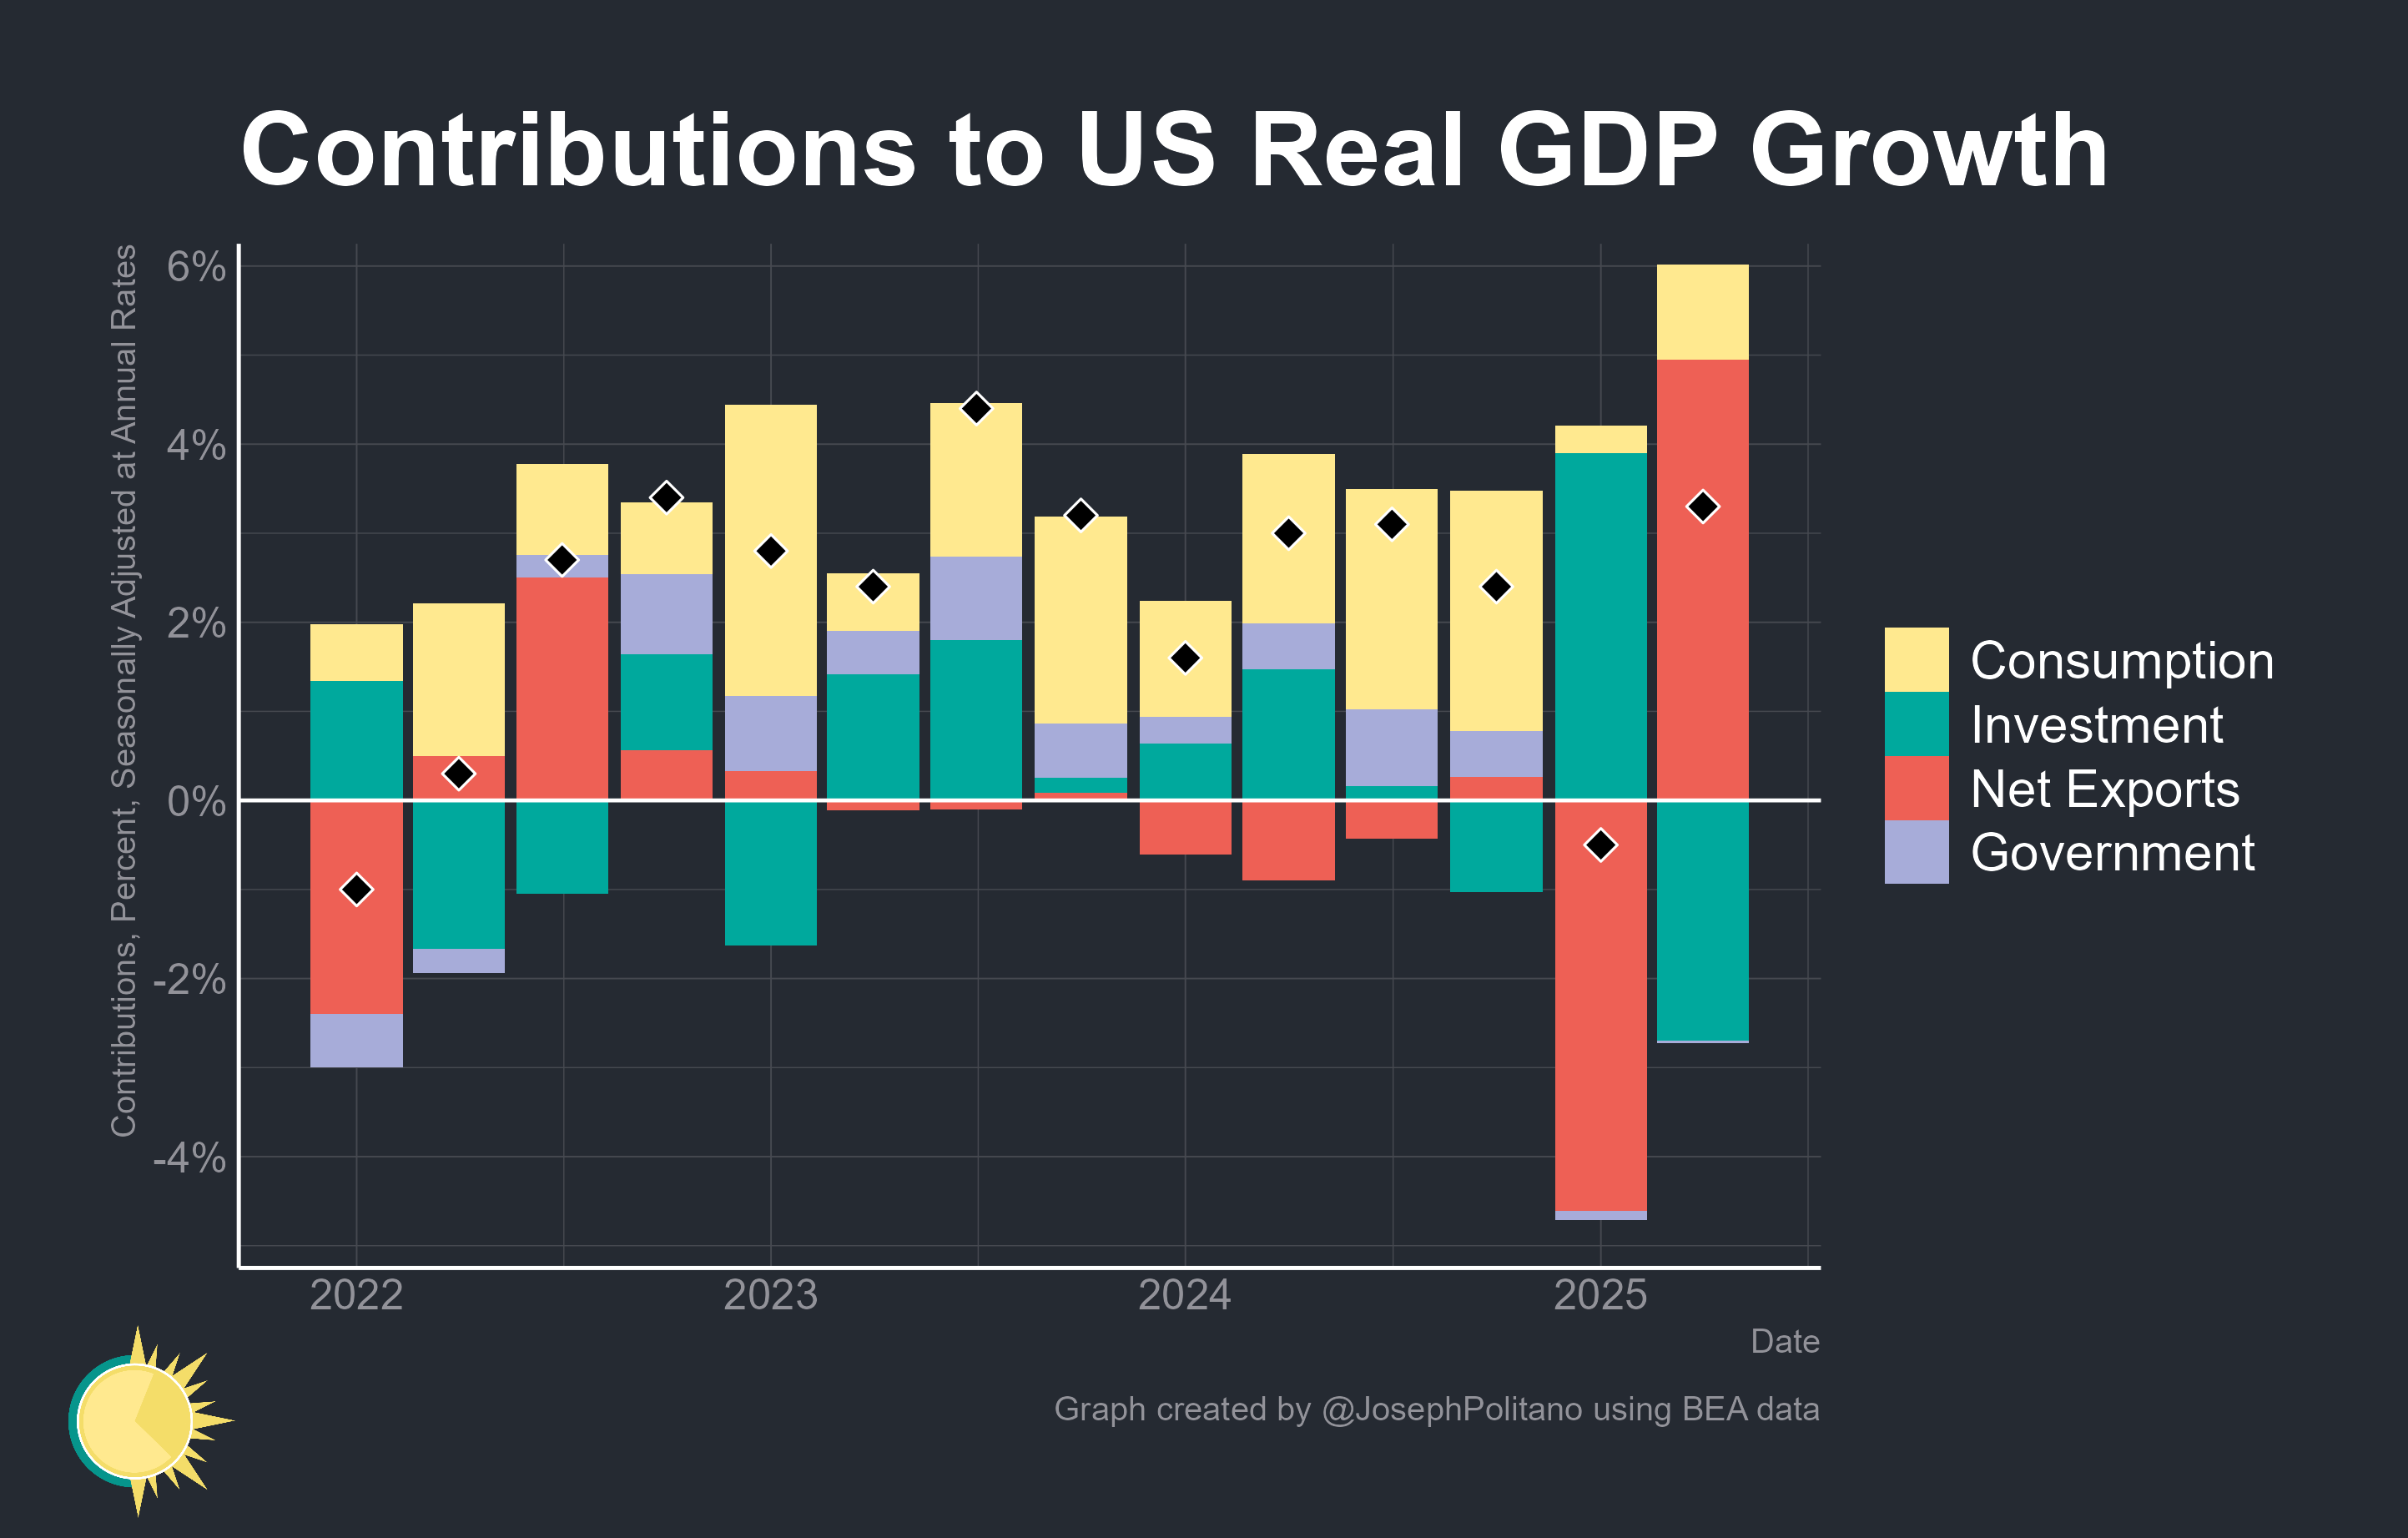 Contributions to US Real GDP Growth
Contributions, Percent, Seasonally Adjusted at Annual Rates
6%
4%
2%
0%
-2%
-4%
2022
2023
2024
2025
Date
Consumption
Investment
Net Exports
Government
Graph created by @JosephPolitano using BEA data